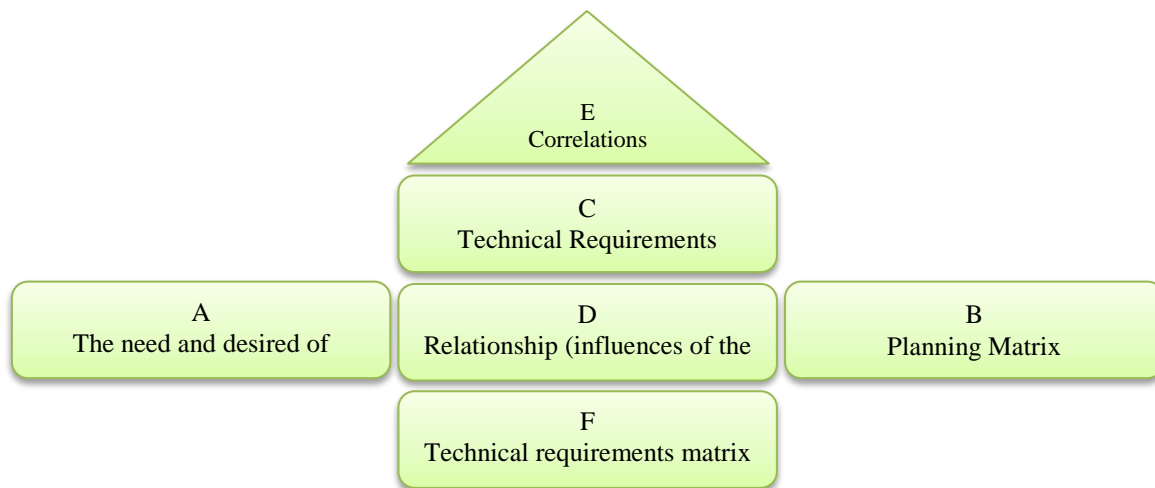 E
Correlations
C
Technical Requirements
A
The need and desired of
D
Relationship (influences of the
B
Planning Matrix
F
Technical requirements matrix